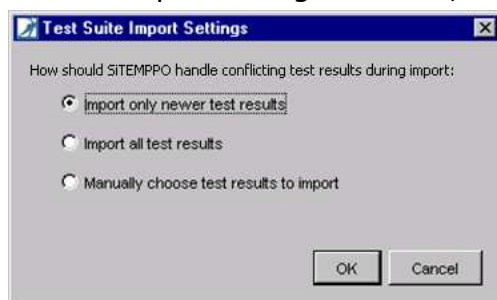 Test Suite Import Settings
How should SiTEMPPO handle conflicting test results during import:
Import only newer test results
Import all test results
Manually choose test results to import
OK Cancel